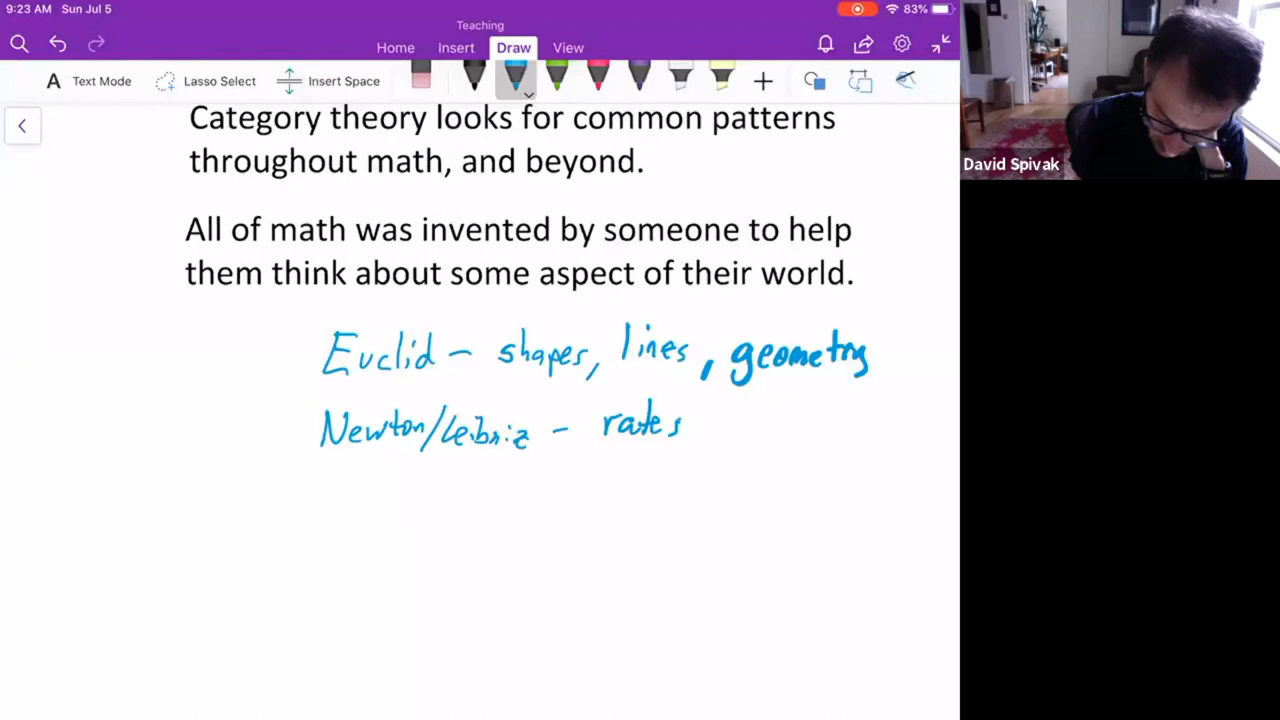 9:23 AM Sun Jul 5
83%
Teaching
Home Insert Draw View
A Text Mode Lasso Select Insert Space
Category theory looks for common patterns
throughout math, and beyond.
David Spivak
All of math was invented by someone to help
them think about some aspect of their world.
Euclid - shapes, lines, geometry
Newton/Leibniz - rates